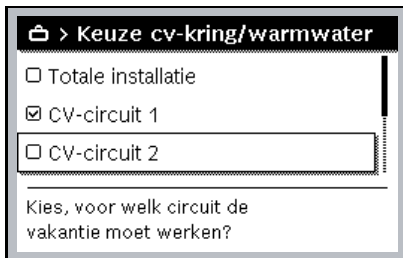 > Keuze cv-kring/warmwater
Totale installatie
CV-circuit 1
CV-circuit 2
Kies, voor welk circuit de
vakantie moet werken?